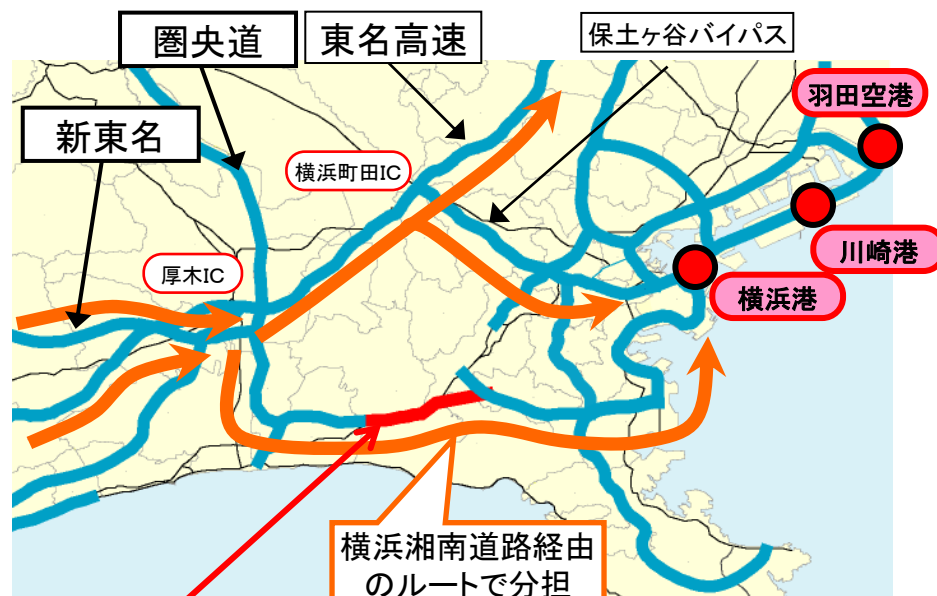 圏央道
東名高速
保土ヶ谷バイパス
羽田空港
新東名
横浜町田IC
川崎港
厚木IC
横浜港
横浜湘南道路経由
のルートで分担